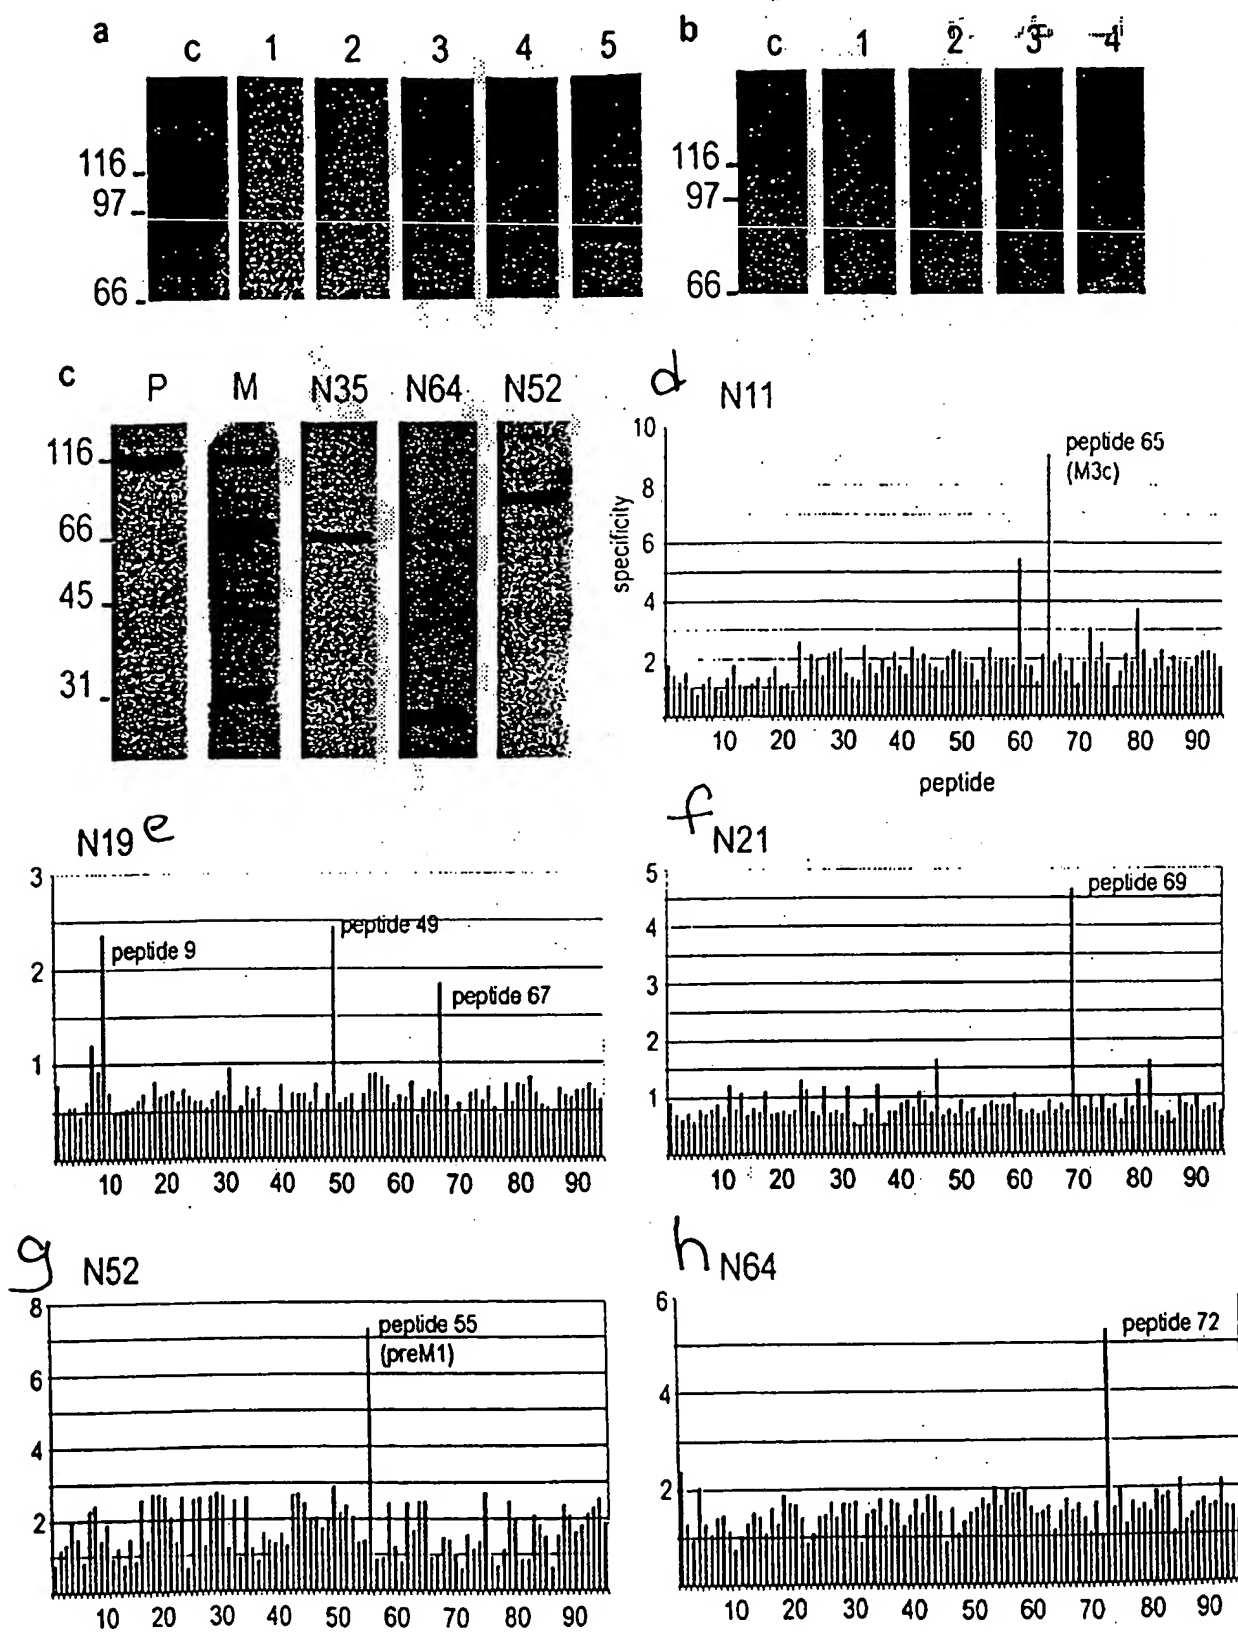 a
c 1 2 3 4 5
116
97
66
b
c 1 2 3 4
116
97
66
c
P M N35 N64 N52
116
66
45
31
d N11
10
8
6
4
2
specificity
peptide 65
(M3c)
10 20 30 40 50 60 70 80 90
peptide
N19 e
3
2
1
peptide 9
peptide 49
peptide 67
10 20 30 40 50 60 70 80 90
f N21
5
4
3
2
1
peptide 69
10 20 30 40 50 60 70 80 90
g N52
8
6
4
2
peptide 55
(preM1)
10 20 30 40 50 60 70 80 90
h N64
6
4
2
peptide 72
10 20 30 40 50 60 70 80 90